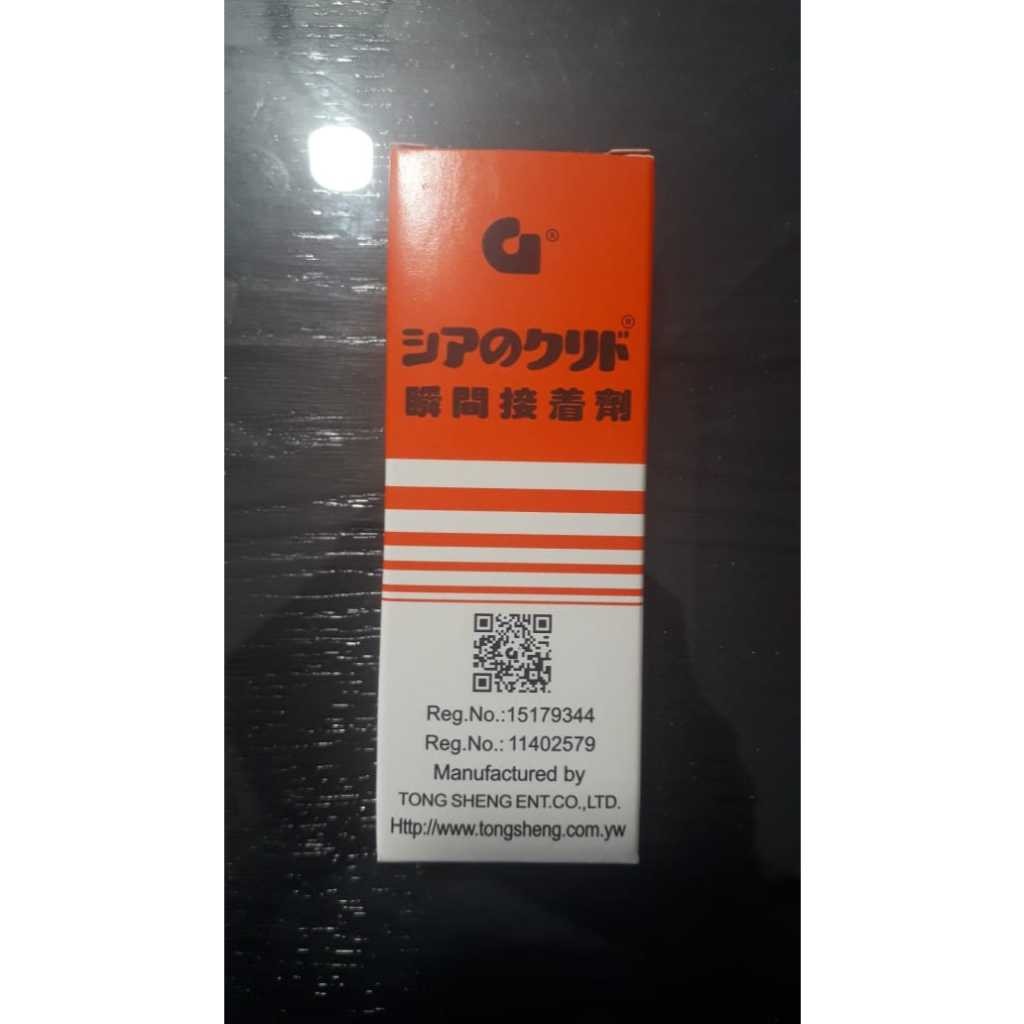 シアのクリド®
瞬間接着劑
Reg.No.:15179344
Reg.No.: 11402579
Manufactured by
TONG SHENG ENT.CO.,LTD.
Http://www.tongsheng.com.yw